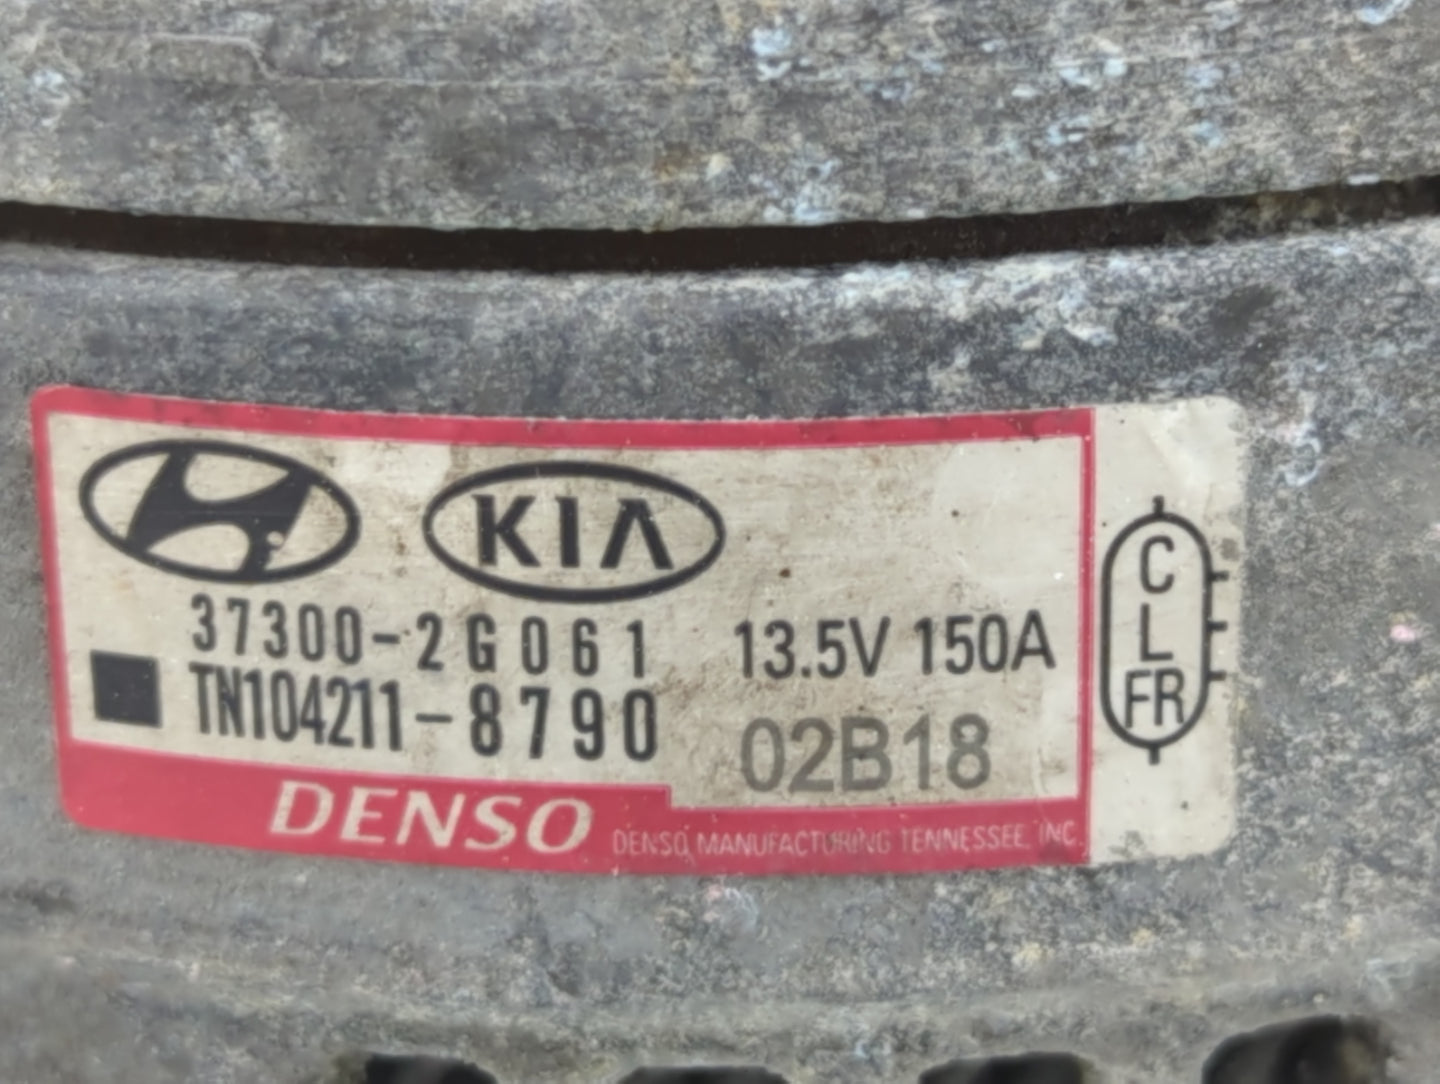 KIA
37300-2G061 13.5V 150A
TN104211-8790 02B18
DENSO DENSO MANUFACTURING TENNESSEE, INC.
C
L
FR